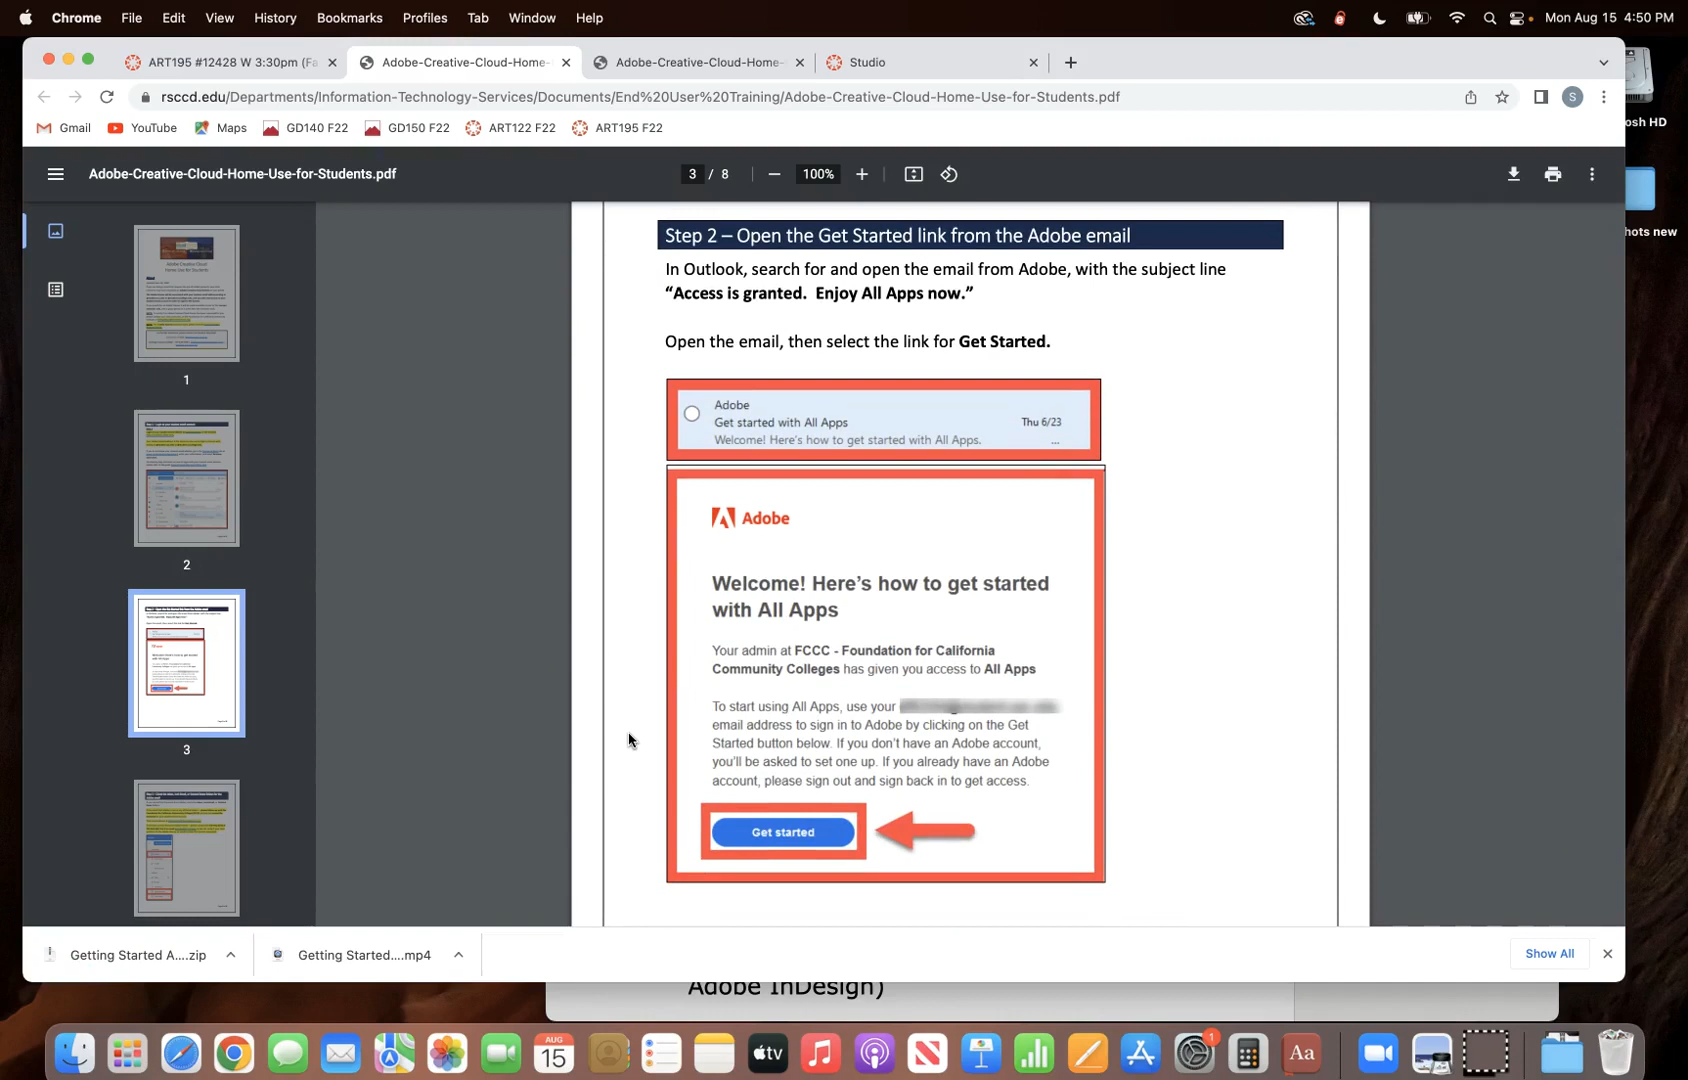 Chrome File Edit View History Bookmarks Profiles Tab Window Help Mon Aug 15 4:50 PM
ART195 #12428 W 3:30pm (Fa Adobe-Creative-Cloud-Home- Adobe-Creative-Cloud-Home- Studio
rsccd.edu/Departments/Information-Technology-Services/Documents/End%20User%20Training/Adobe-Creative-Cloud-Home-Use-for-Students.pdf S
Gmail YouTube Maps GD140 F22 GD150 F22 ART122 F22 ART195 F22
osh HD
Adobe-Creative-Cloud-Home-Use-for-Students.pdf 3 / 8 100%
hots new
1
2
3
Step 2 – Open the Get Started link from the Adobe email
In Outlook, search for and open the email from Adobe, with the subject line
“Access is granted. Enjoy All Apps now.”
Open the email, then select the link for Get Started.
Adobe
Get started with All Apps Thu 6/23
Welcome! Here's how to get started with All Apps. ...
Adobe
Welcome! Here's how to get started
with All Apps
Your admin at FCCC - Foundation for California
Community Colleges has given you access to All Apps
To start using All Apps, use your
email address to sign in to Adobe by clicking on the Get
Started button below. If you don't have an Adobe account,
you'll be asked to set one up. If you already have an Adobe
account, please sign out and sign back in to get access.
Get started
Getting Started A....zip Getting Started....mp4 Show All
Adobe InDesign)
AUG
15
tv
1
Aa